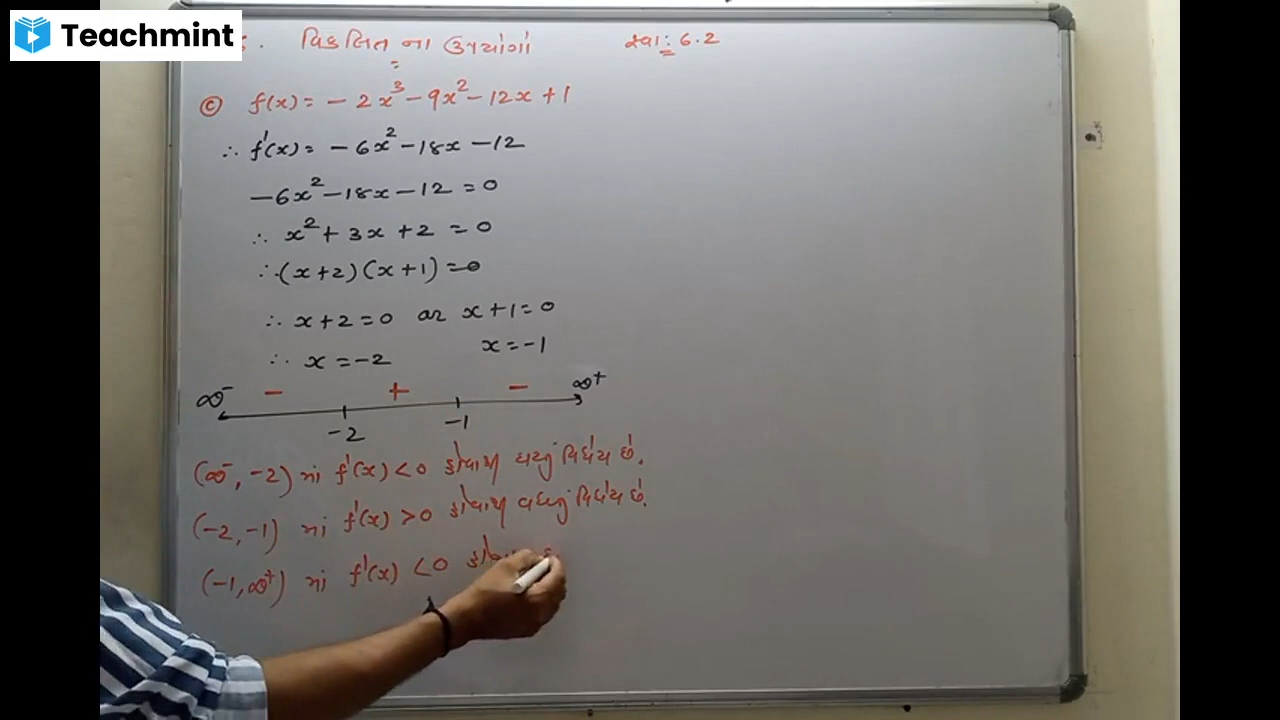 Teachmint
વિકલિત ના ઉપયોગો સ્વા: 6.2
ⓒ f(x) = - 2x³ - 9x² - 12x + 1
∴ f'(x) = - 6x² - 18x - 12
-6x² - 18x - 12 = 0
∴ x² + 3x + 2 = 0
∴ (x+2)(x+1) = 0
∴ x + 2 = 0 or x + 1 = 0
∴ x = -2 x = -1
∞⁻ - + - ∞⁺
-2 -1
(∞⁻, -2) માં f'(x) < 0 હોવાથી ઘટતું વિધેય છે.
(-2, -1) માં f'(x) > 0 હોવાથી વધતું વિધેય છે.
(-1, ∞⁺) માં f'(x) < 0